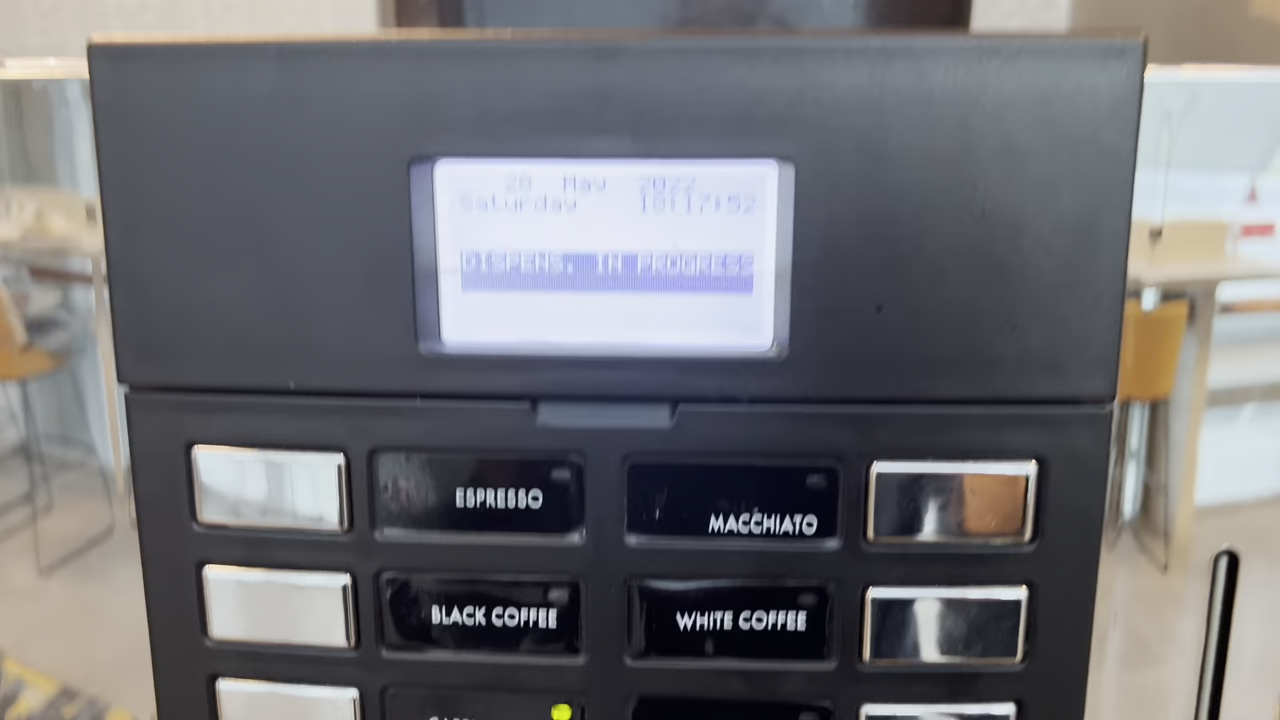 28 May 2022
Saturday 10:17:52
DISPENS. IN PROGRESS
ESPRESSO
MACCHIATO
BLACK COFFEE
WHITE COFFEE